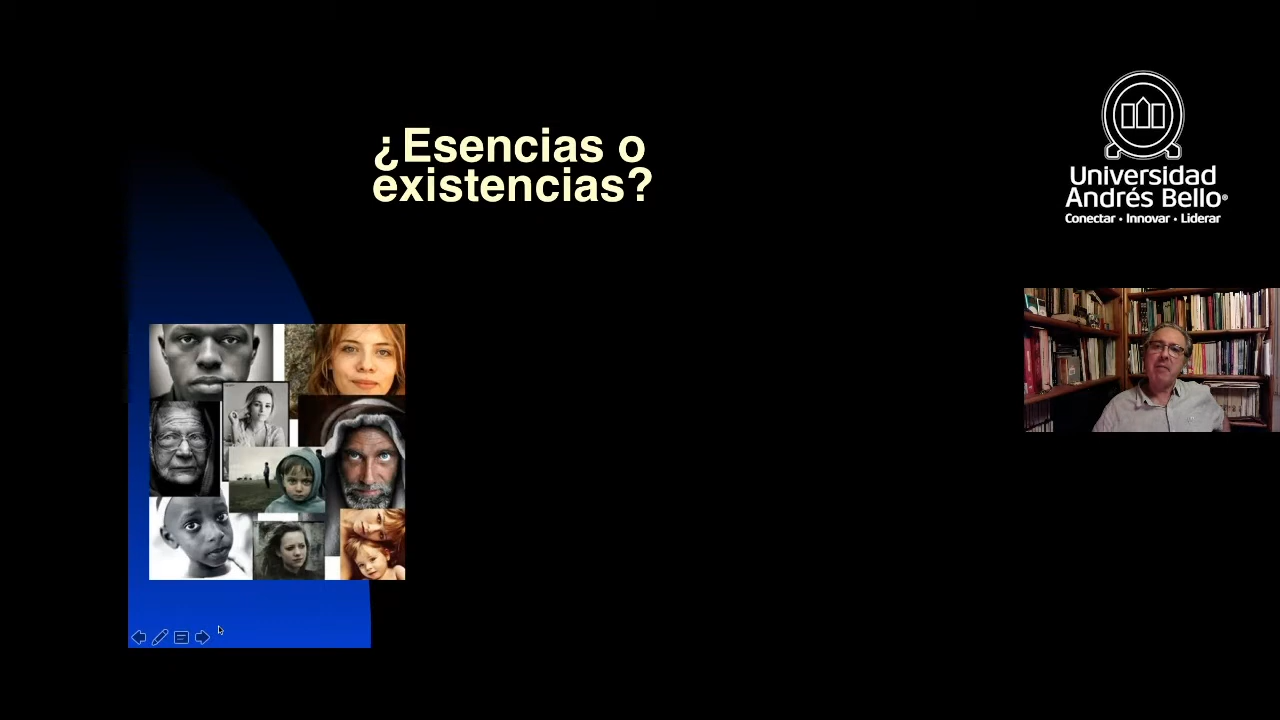 ¿Esencias o
existencias?
Universidad
Andrés Bello®
Conectar • Innovar • Liderar